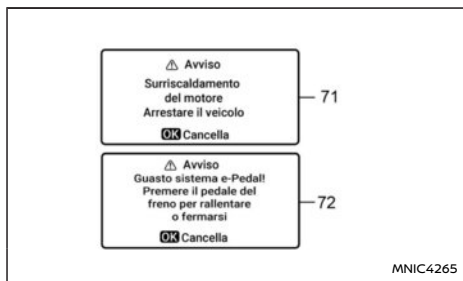 ⚠ Avviso
Surriscaldamento
del motore
Arrestare il veicolo
OK Cancella
71
⚠ Avviso
Guasto sistema e-Pedal!
Premere il pedale del
freno per rallentare
o fermarsi
OK Cancella
72
MNIC4265